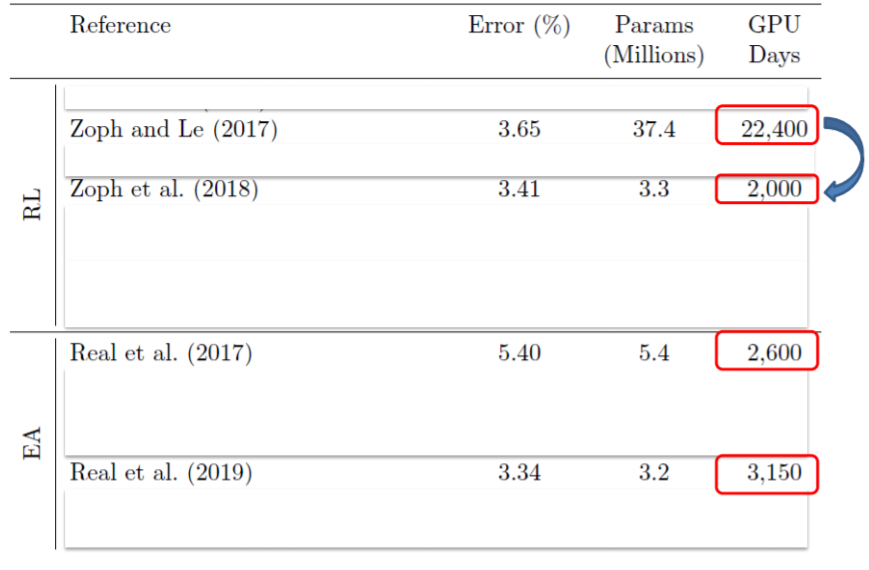 Reference Error (%) Params GPU
(Millions) Days
RL
Zoph and Le (2017) 3.65 37.4 22,400
Zoph et al. (2018) 3.41 3.3 2,000
EA
Real et al. (2017) 5.40 5.4 2,600
Real et al. (2019) 3.34 3.2 3,150